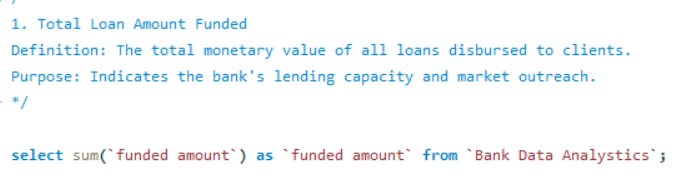 1. Total Loan Amount Funded
Definition: The total monetary value of all loans disbursed to clients.
Purpose: Indicates the bank's lending capacity and market outreach.
*/
select sum(`funded amount`) as `funded amount` from `Bank Data Analystics`;